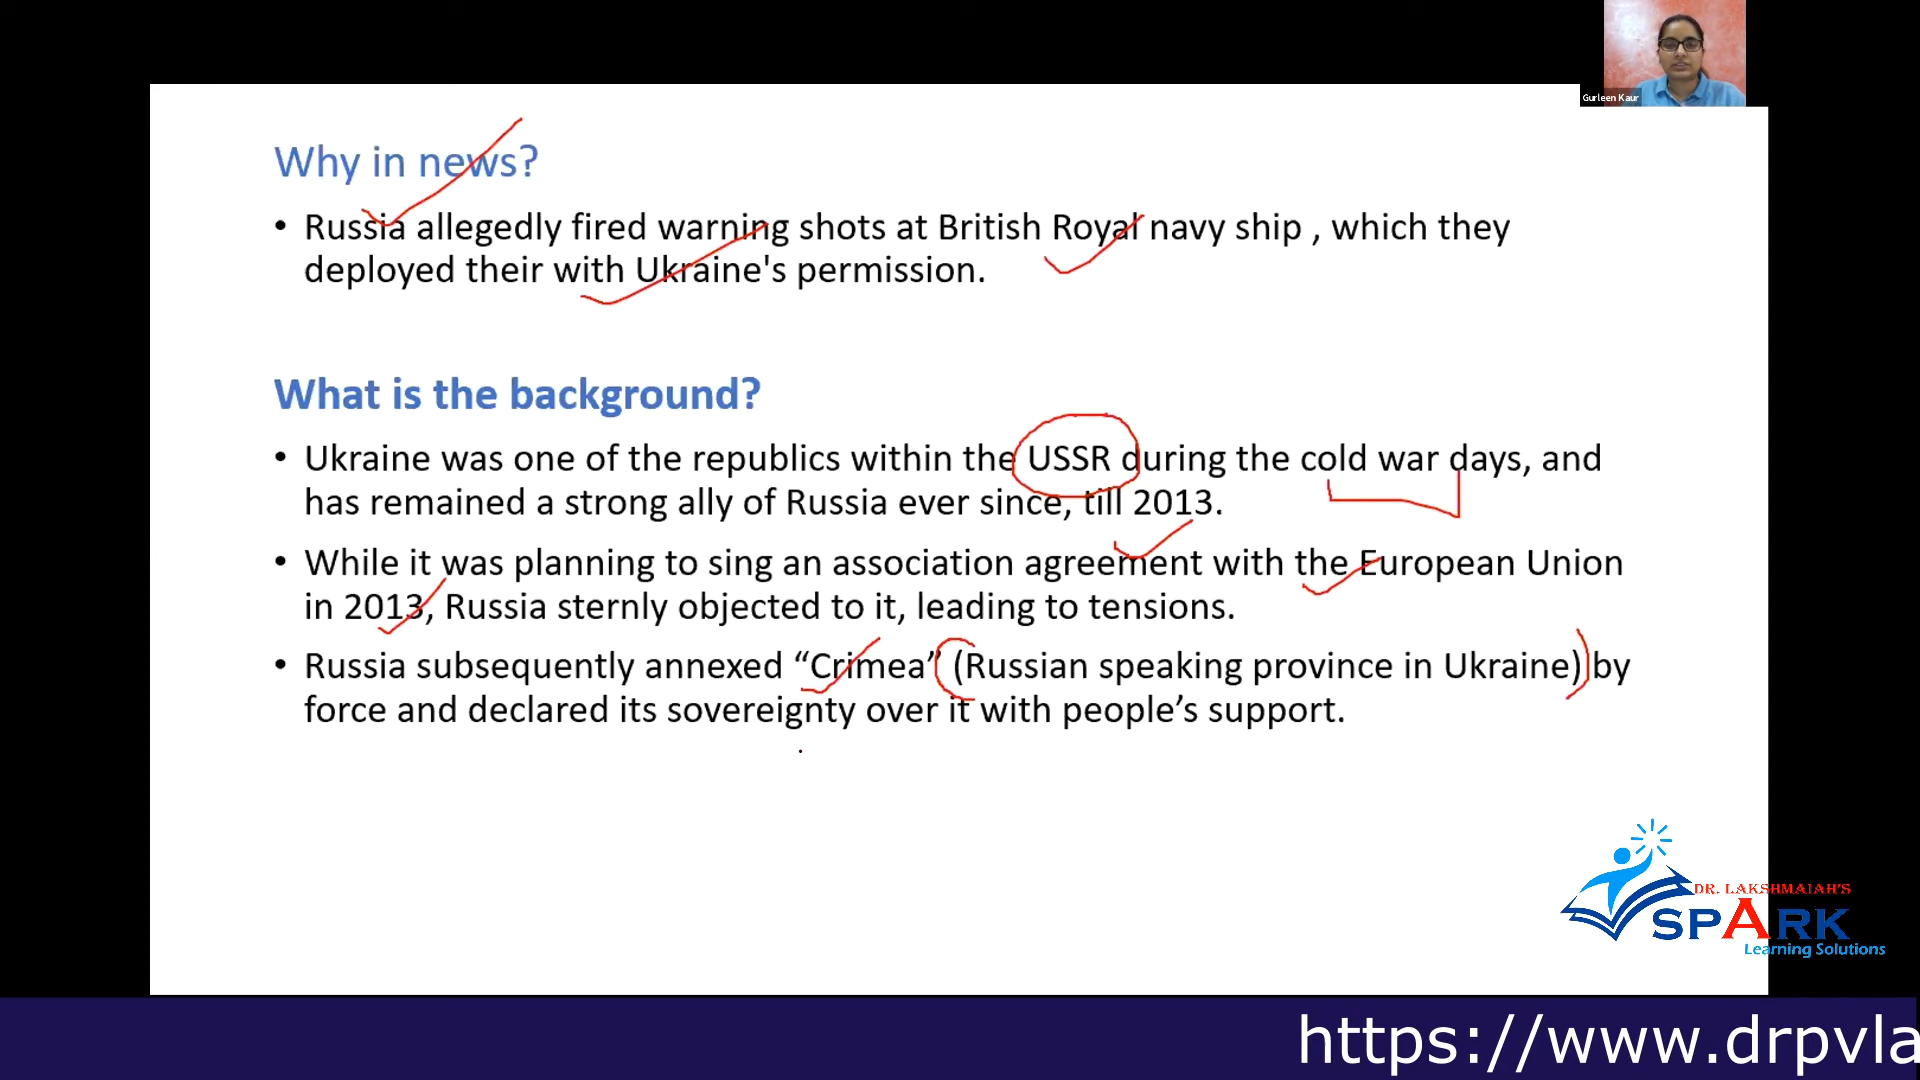 Gurleen Kaur
Why in news?
• Russia allegedly fired warning shots at British Royal navy ship , which they
deployed their with Ukraine's permission.
What is the background?
• Ukraine was one of the republics within the USSR during the cold war days, and
has remained a strong ally of Russia ever since, till 2013.
• While it was planning to sing an association agreement with the European Union
in 2013, Russia sternly objected to it, leading to tensions.
• Russia subsequently annexed “Crimea” (Russian speaking province in Ukraine) by
force and declared its sovereignty over it with people’s support.
DR. LAKSHMAIAH'S
SPARK
Learning Solutions
https://www.drpvla